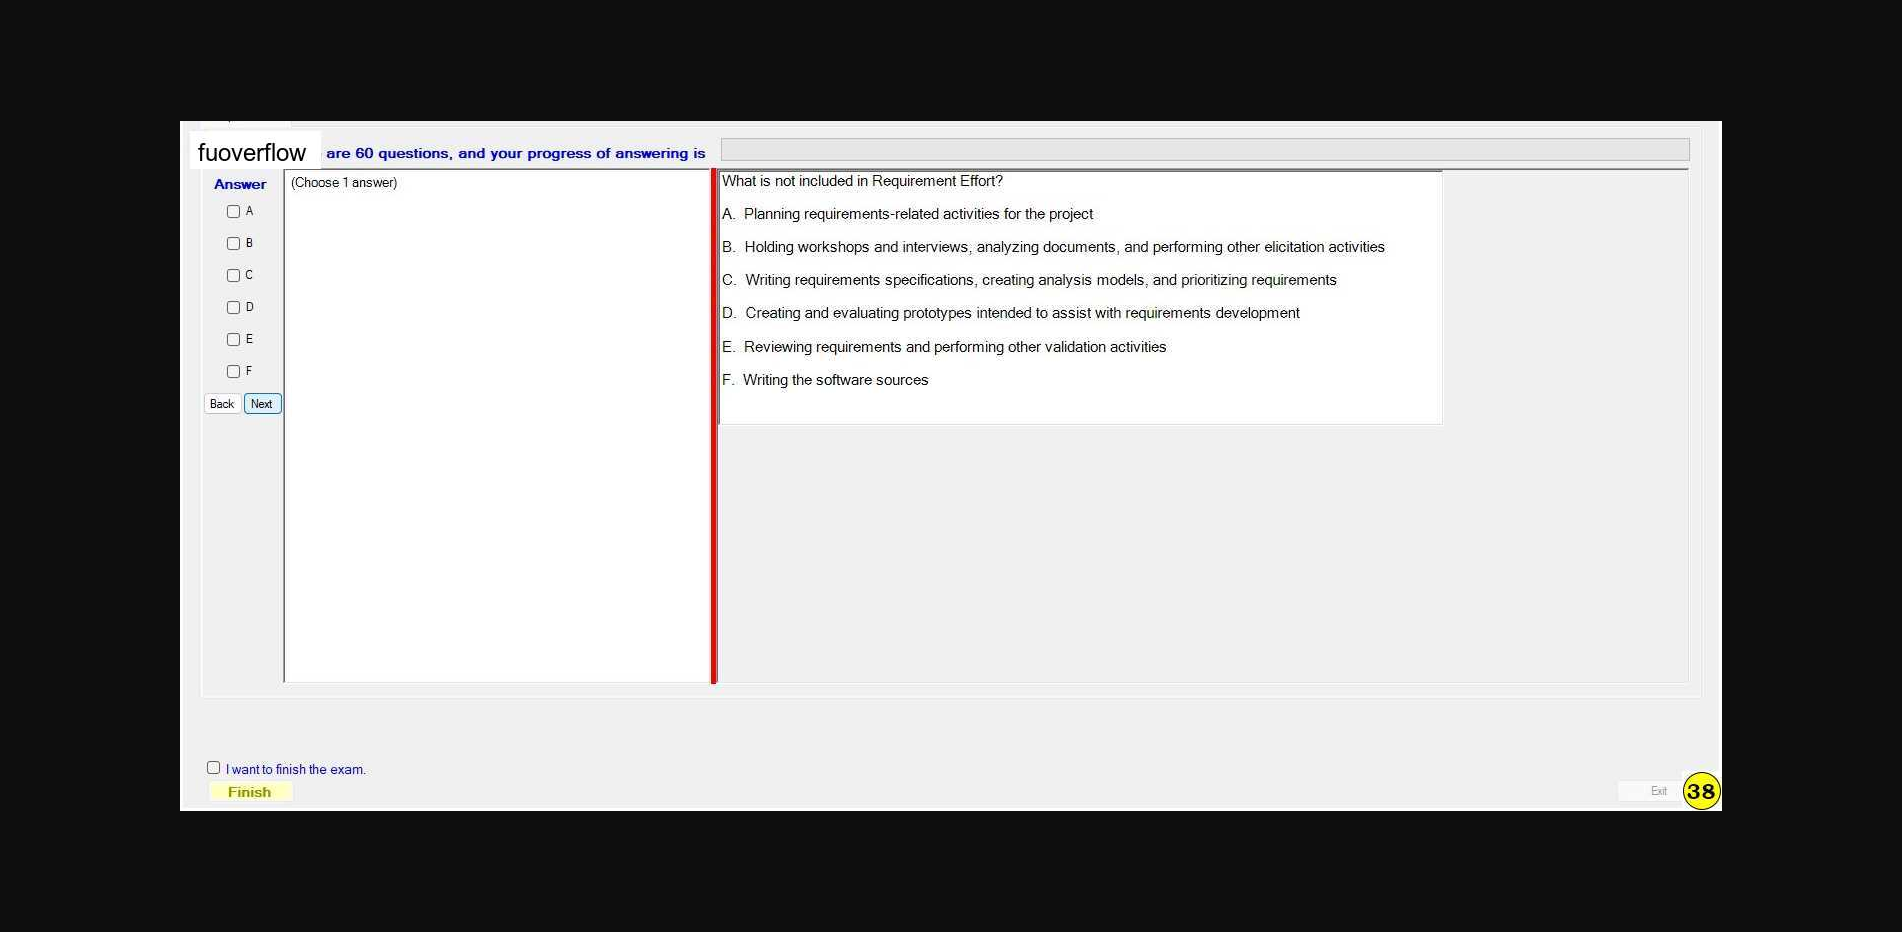 fuoverflow are 60 questions, and your progress of answering is
Answer
(Choose 1 answer)
A
B
C
D
E
F
Back Next
What is not included in Requirement Effort?
A. Planning requirements-related activities for the project
B. Holding workshops and interviews, analyzing documents, and performing other elicitation activities
C. Writing requirements specifications, creating analysis models, and prioritizing requirements
D. Creating and evaluating prototypes intended to assist with requirements development
E. Reviewing requirements and performing other validation activities
F. Writing the software sources
I want to finish the exam.
Finish
Exit
38